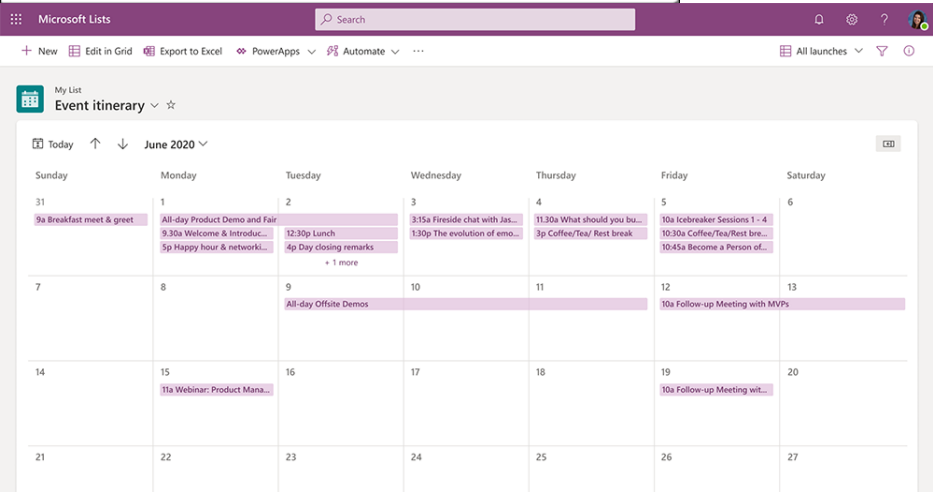 Microsoft Lists
Search
?
New Edit in Grid Export to Excel PowerApps Automate ... All launches
My List
Event itinerary
Today June 2020
Sunday Monday Tuesday Wednesday Thursday Friday Saturday
31 1 2 3 4 5 6
9a Breakfast meet & greet All-day Product Demo and Fair 3:15a Fireside chat with Jas... 11.30a What should you bu... 10a Icebreaker Sessions 1 - 4
9.30a Welcome & Introduc... 12:30p Lunch 1:30p The evolution of emo... 3p Coffee/Tea/ Rest break 10:30a Coffee/Tea/Rest bre...
5p Happy hour & networki... 4p Day closing remarks 10:45a Become a Person of...
+ 1 more
7 8 9 10 11 12 13
All-day Offsite Demos 10a Follow-up Meeting with MVPs
14 15 16 17 18 19 20
11a Webinar: Product Mana... 10a Follow-up Meeting wit...
21 22 23 24 25 26 27